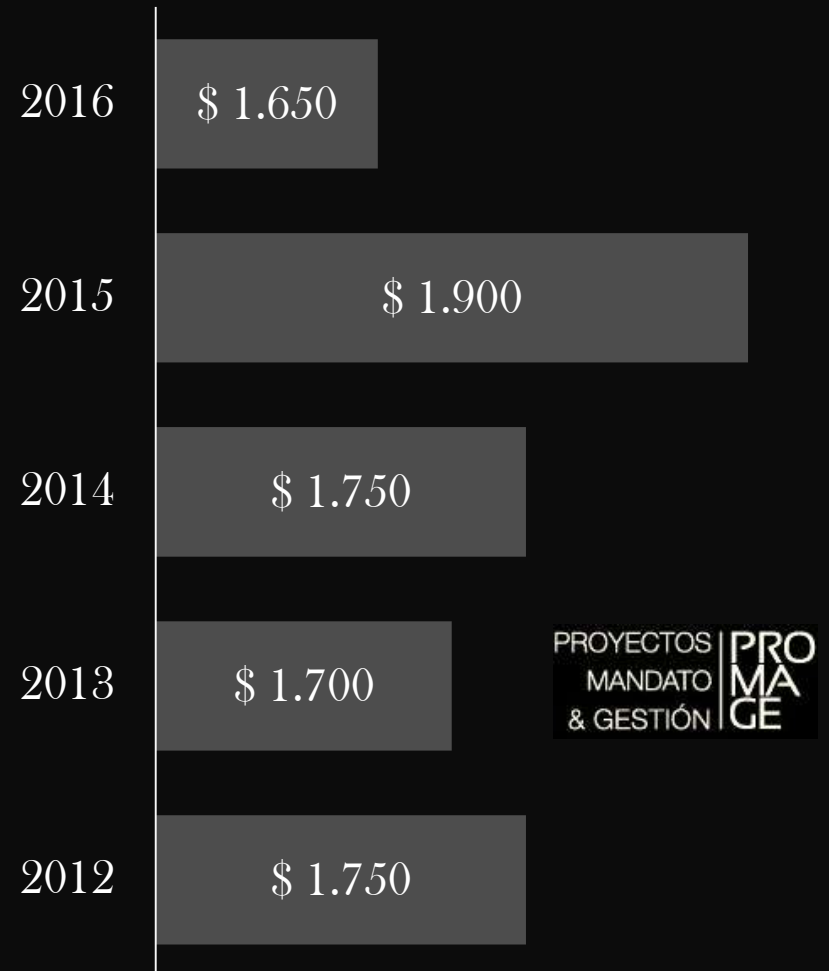 2016 $ 1.650
2015 $ 1.900
2014 $ 1.750
2013 $ 1.700
PROYECTOS
MANDATO
& GESTIÓN
PRO
MA
GE
2012 $ 1.750